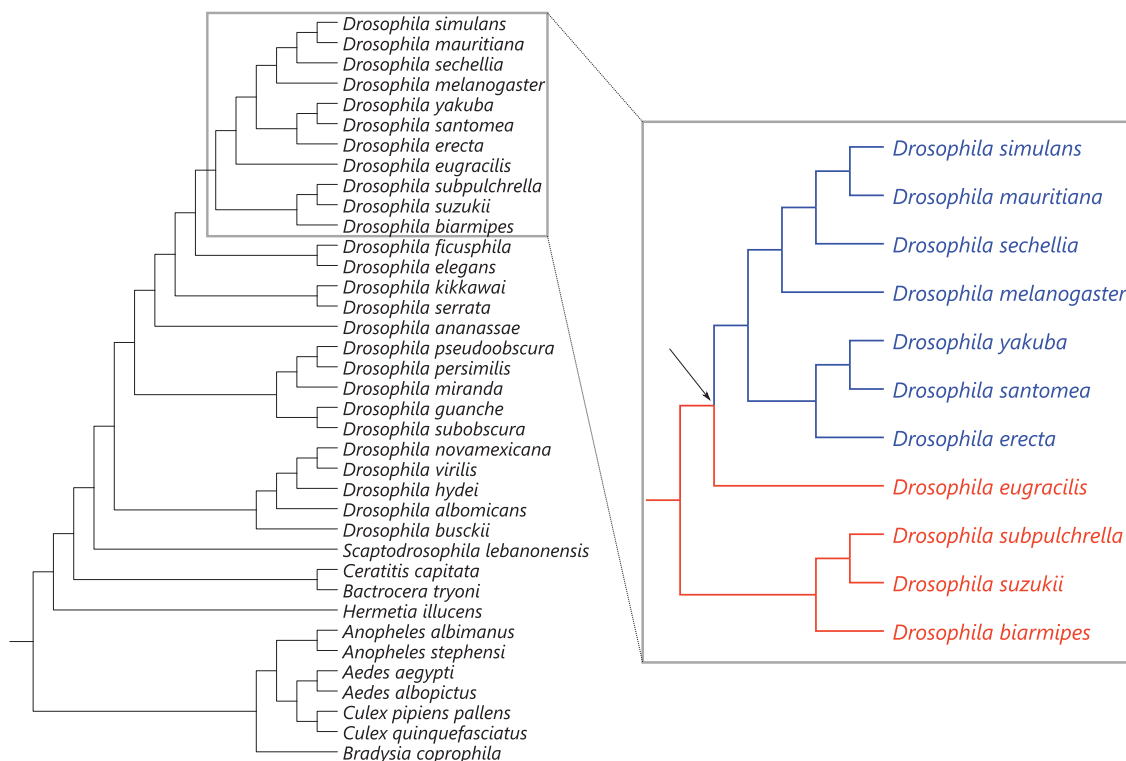 Drosophila simulans
Drosophila mauritiana
Drosophila sechellia
Drosophila melanogaster
Drosophila yakuba
Drosophila santomea
Drosophila erecta
Drosophila eugracilis
Drosophila subpulchrella
Drosophila suzukii
Drosophila biarmipes
Drosophila ficusphila
Drosophila elegans
Drosophila kikkawai
Drosophila serrata
Drosophila ananassae
Drosophila pseudoobscura
Drosophila persimilis
Drosophila miranda
Drosophila guanche
Drosophila subobscura
Drosophila novamexicana
Drosophila virilis
Drosophila hydei
Drosophila albomicans
Drosophila busckii
Scaptodrosophila lebanonensis
Ceratitis capitata
Bactrocera tryoni
Hermetia illucens
Anopheles albimanus
Anopheles stephensi
Aedes aegypti
Aedes albopictus
Culex pipiens pallens
Culex quinquefasciatus
Bradysia coprophila
Drosophila simulans
Drosophila mauritiana
Drosophila sechellia
Drosophila melanogaster
Drosophila yakuba
Drosophila santomea
Drosophila erecta
Drosophila eugracilis
Drosophila subpulchrella
Drosophila suzukii
Drosophila biarmipes